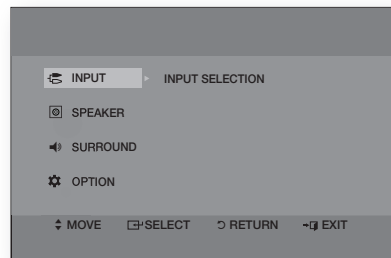 INPUT INPUT SELECTION
SPEAKER
SURROUND
OPTION
MOVE SELECT RETURN EXIT